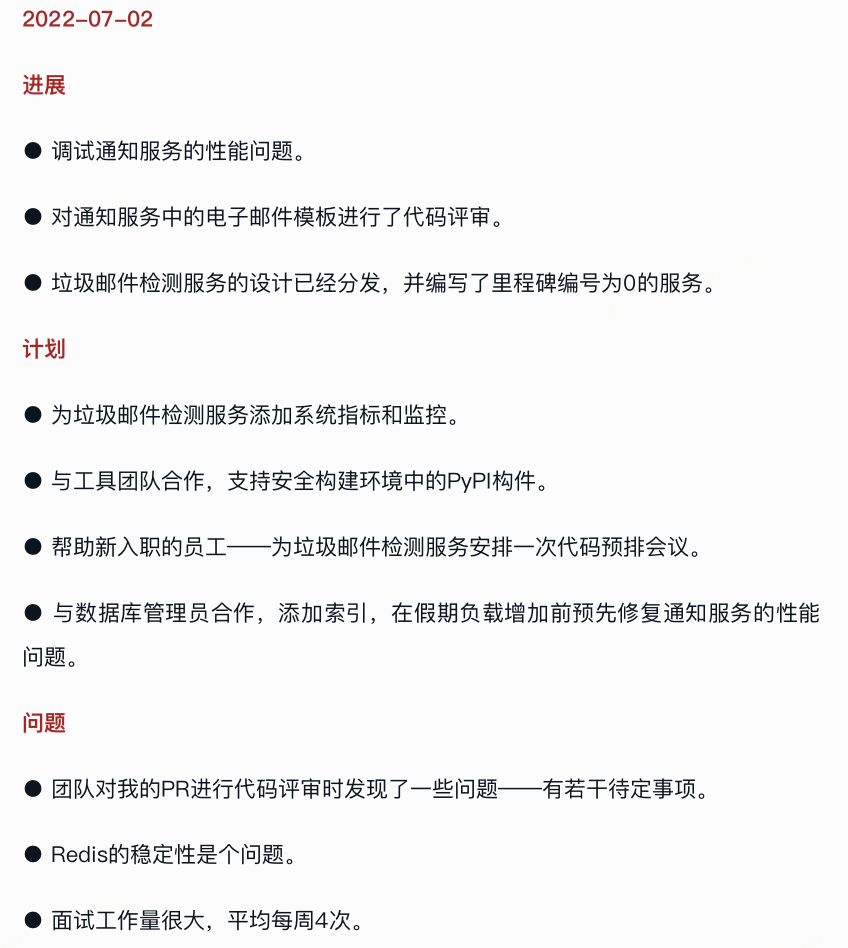 2022-07-02
进展
● 调试通知服务的性能问题。
● 对通知服务中的电子邮件模板进行了代码评审。
● 垃圾邮件检测服务的设计已经分发，并编写了里程碑编号为0的服务。
计划
● 为垃圾邮件检测服务添加系统指标和监控。
● 与工具团队合作，支持安全构建环境中的PyPI构件。
● 帮助新入职的员工——为垃圾邮件检测服务安排一次代码预排会议。
● 与数据库管理员合作，添加索引，在假期负载增加前预先修复通知服务的性能
问题。
问题
● 团队对我的PR进行代码评审时发现了一些问题——有若干待定事项。
● Redis的稳定性是个问题。
● 面试工作量很大，平均每周4次。